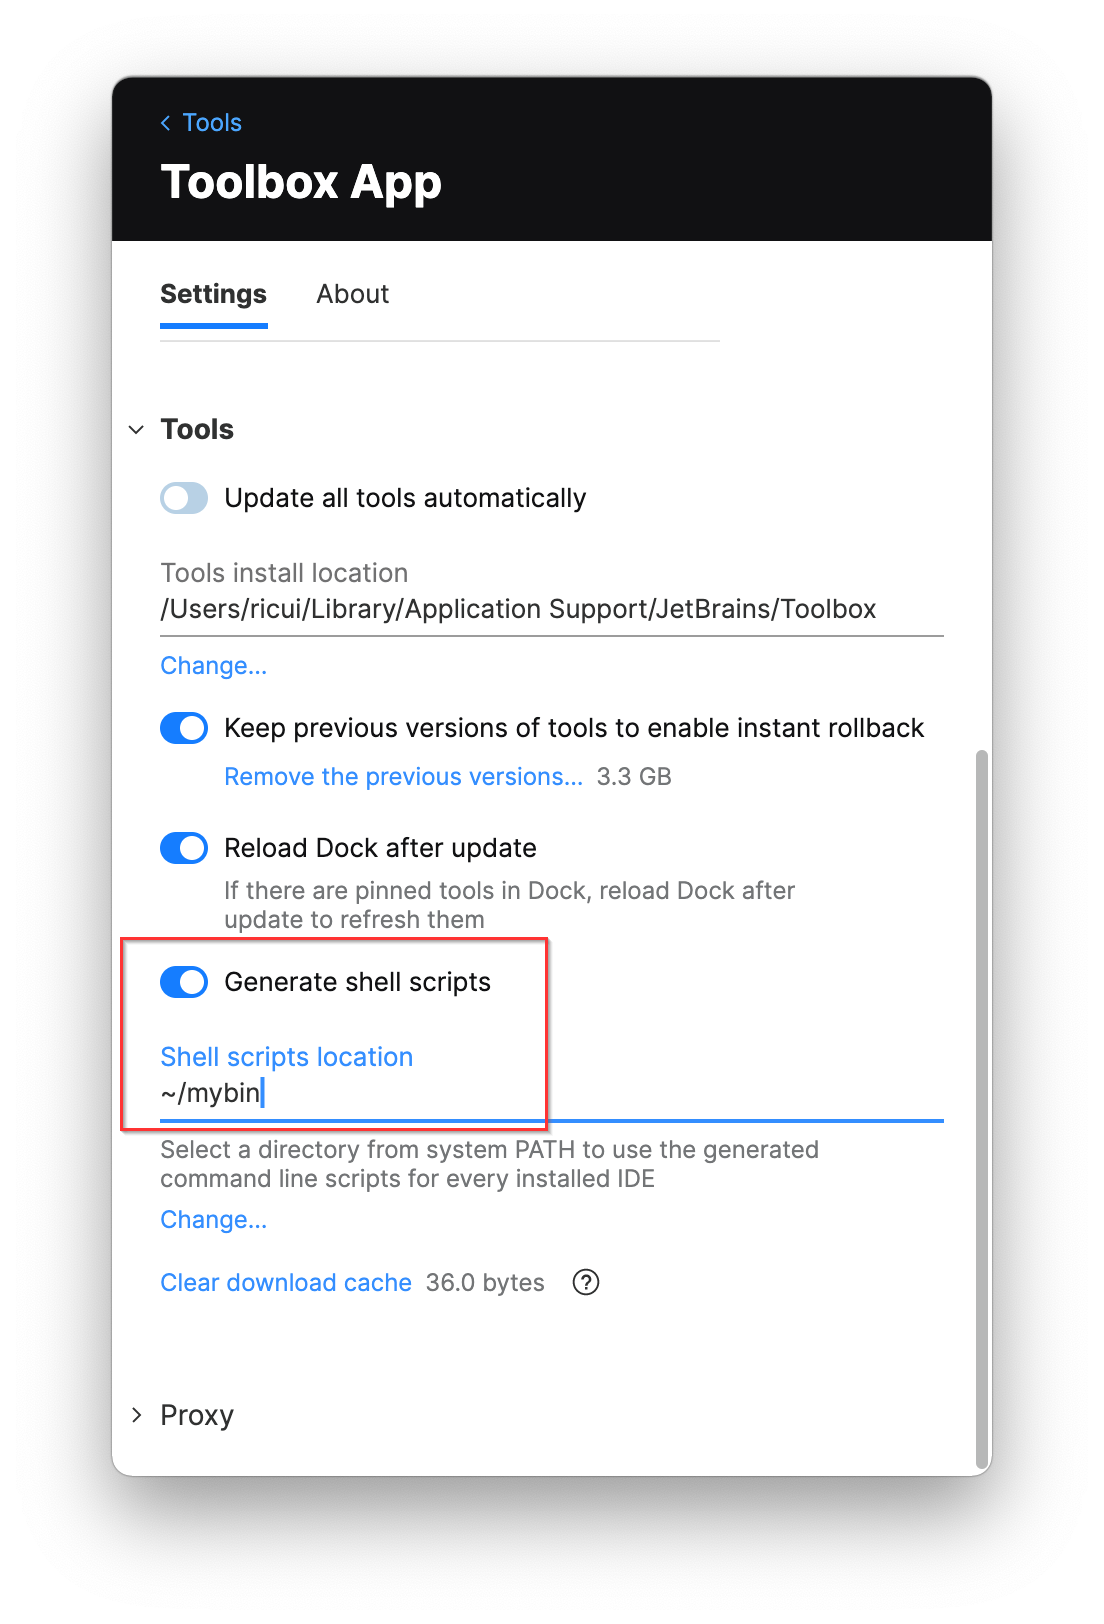 Tools
Toolbox App
Settings About
Tools
Update all tools automatically
Tools install location
/Users/ricui/Library/Application Support/JetBrains/Toolbox
Change...
Keep previous versions of tools to enable instant rollback
Remove the previous versions... 3.3 GB
Reload Dock after update
If there are pinned tools in Dock, reload Dock after
update to refresh them
Generate shell scripts
Shell scripts location
~/mybin
Select a directory from system PATH to use the generated
command line scripts for every installed IDE
Change...
Clear download cache 36.0 bytes ?
Proxy